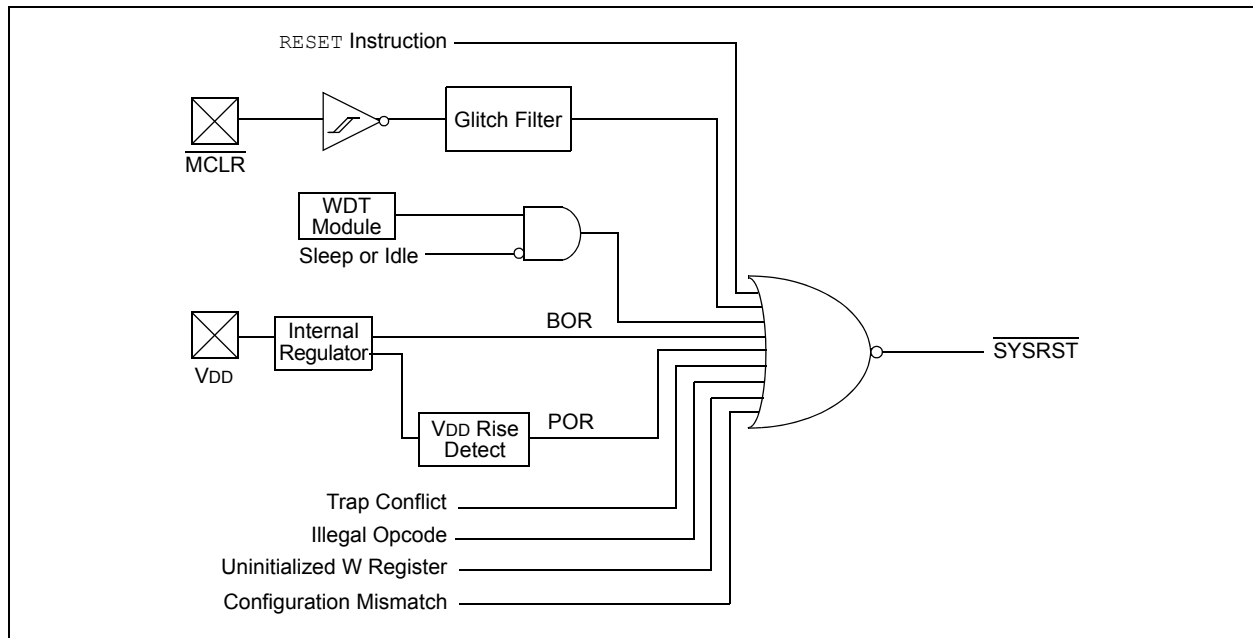 RESET Instruction
Glitch Filter
MCLR
WDT
Module
Sleep or Idle
BOR
Internal
Regulator
SYSRST
VDD
POR
VDD Rise
Detect
Trap Conflict
Illegal Opcode
Uninitialized W Register
Configuration Mismatch